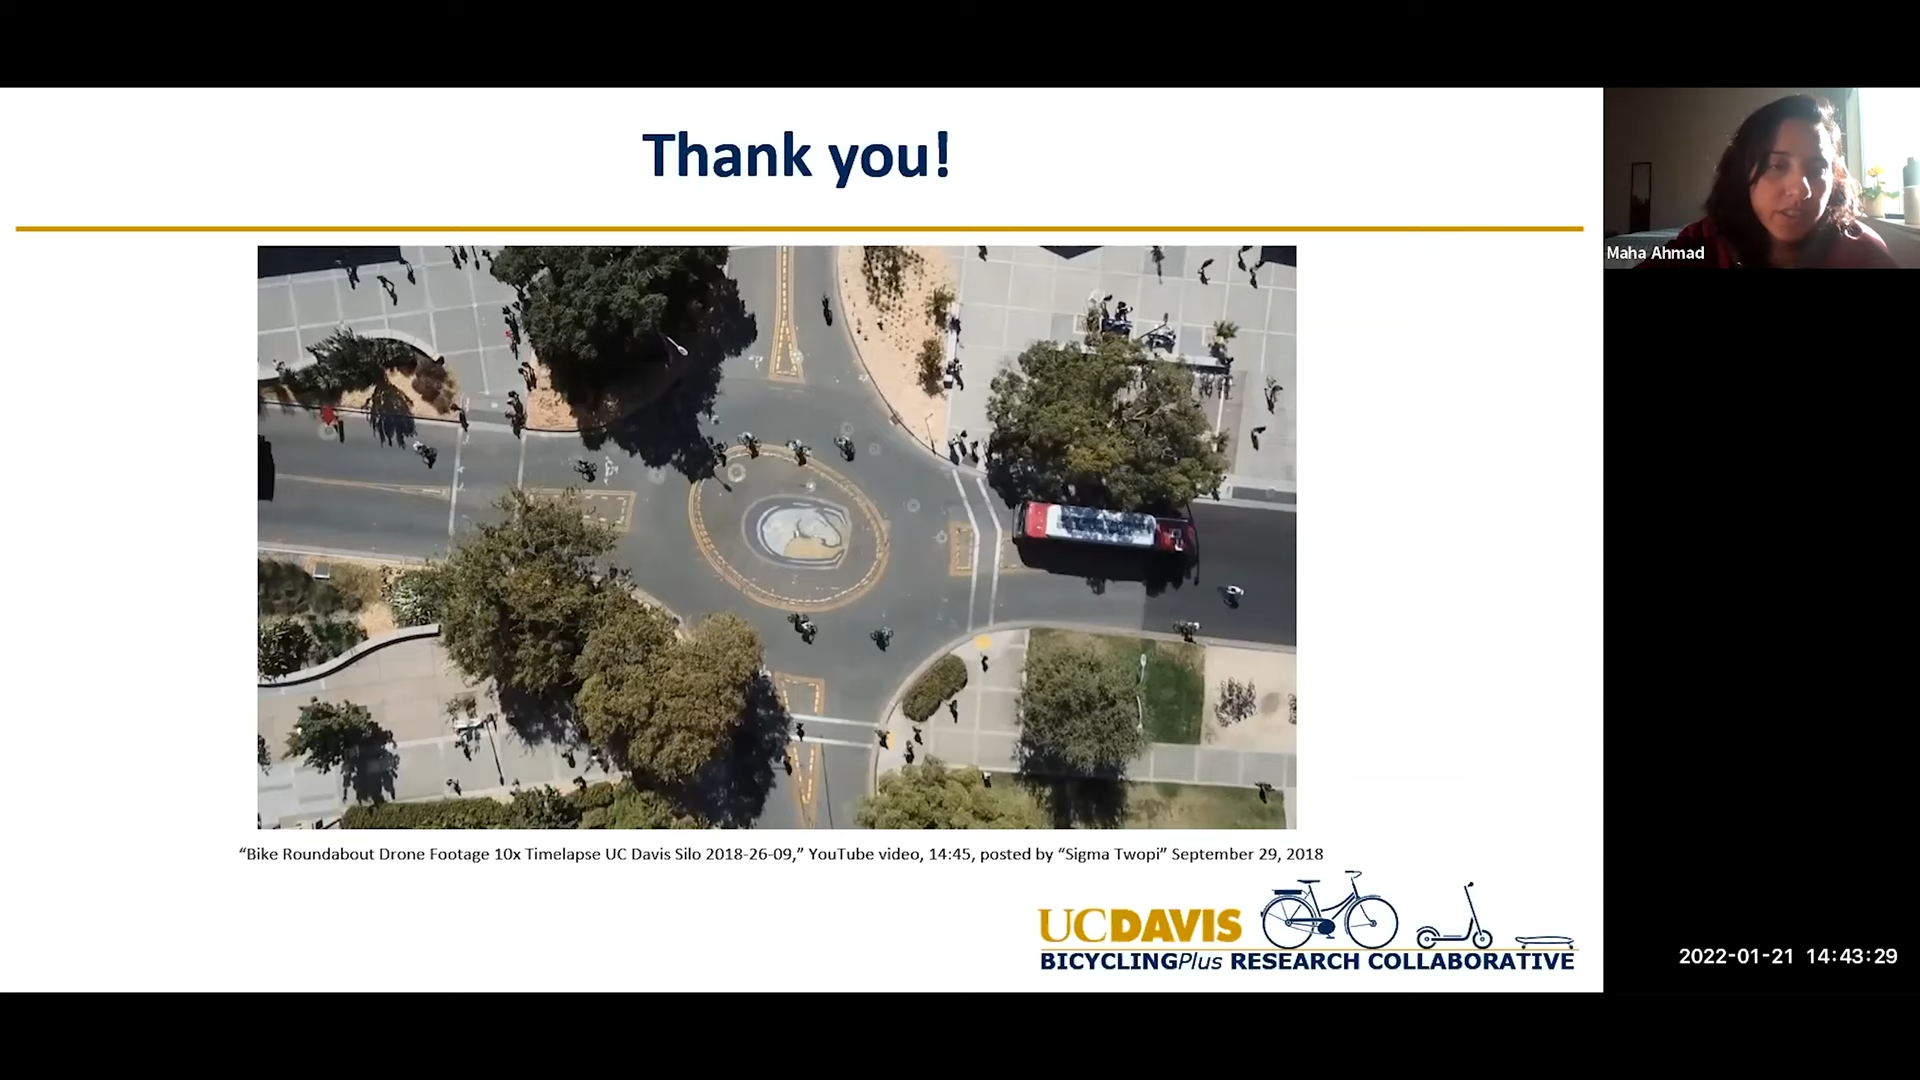 Thank you!
Maha Ahmad
“Bike Roundabout Drone Footage 10x Timelapse UC Davis Silo 2018-26-09,” YouTube video, 14:45, posted by “Sigma Twopi” September 29, 2018
UCDAVIS
BICYCLINGPlus RESEARCH COLLABORATIVE
2022-01-21 14:43:29